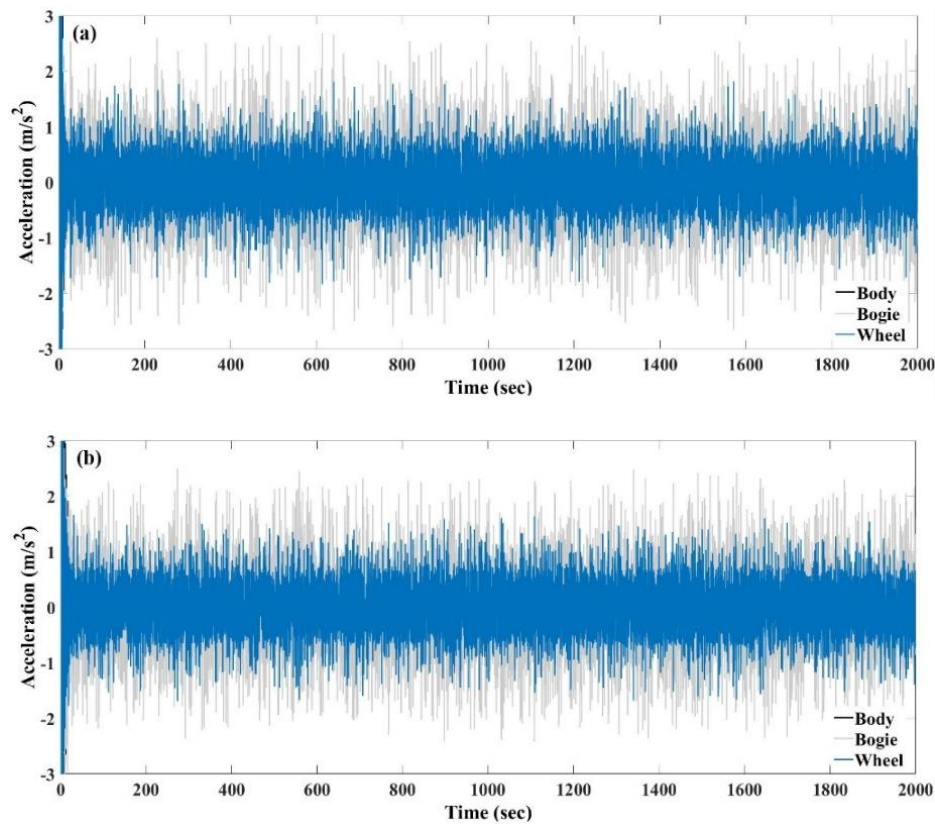 (a)
3
2
1
0
-1
-2
-3
Acceleration (m/s²)
Body
Bogie
Wheel
0 200 400 600 800 1000 1200 1400 1600 1800 2000
Time (sec)
(b)
3
2
1
0
-1
-2
-3
Acceleration (m/s²)
Body
Bogie
Wheel
0 200 400 600 800 1000 1200 1400 1600 1800 2000
Time (sec)